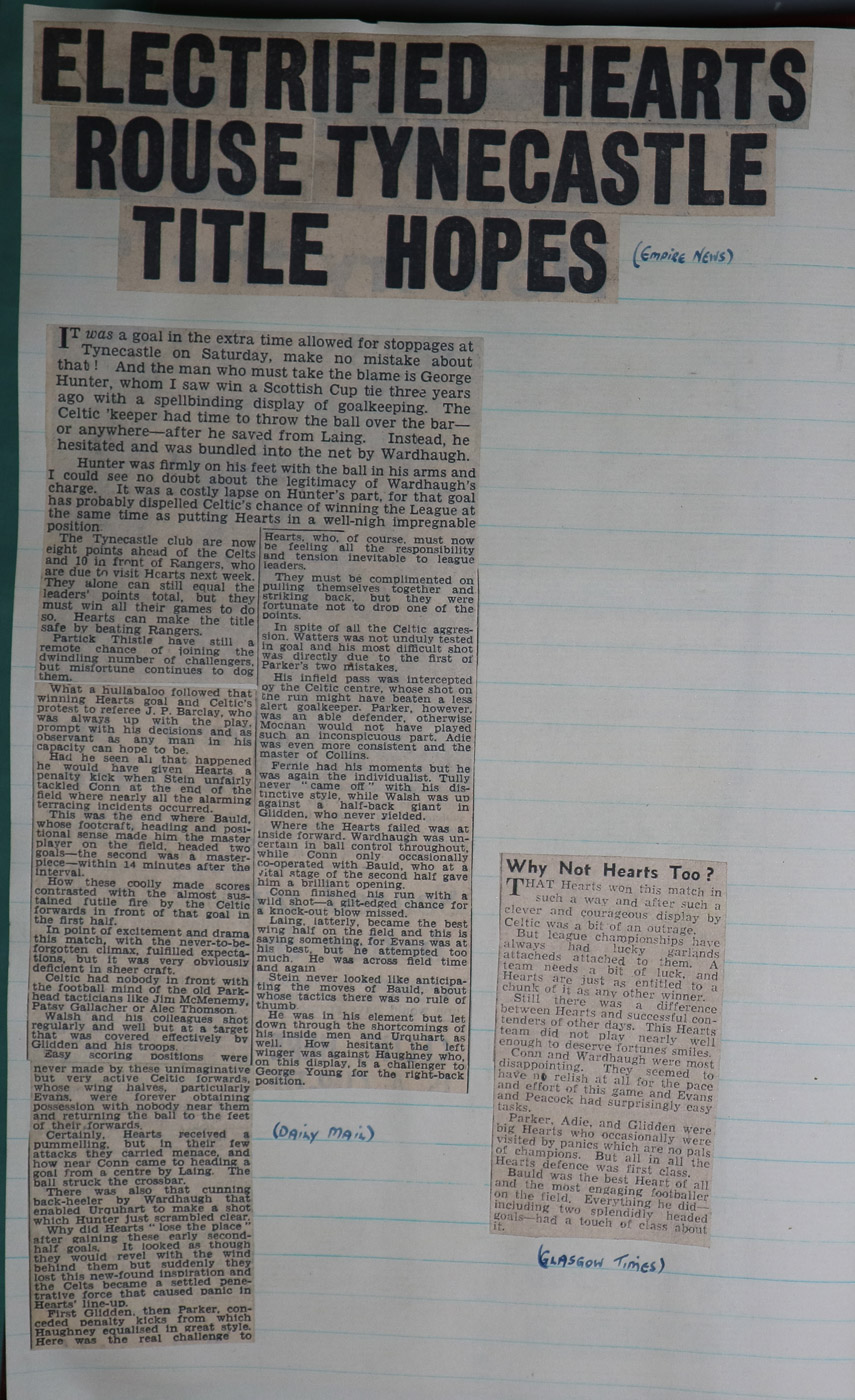 ELECTRIFIED HEARTS
ROUSE TYNECASTLE
TITLE HOPES
(EMPIRE NEWS)
IT was a goal in the extra time allowed for stoppages at
Tynecastle on Saturday, make no mistake about
that! And the man who must take the blame is George
Hunter, whom I saw win a Scottish Cup tie three years
ago with a spellbinding display of goalkeeping. The
Celtic 'keeper had time to throw the ball over the bar—
or anywhere—after he saved from Laing. Instead, he
hesitated and was bundled into the net by Wardhaugh.
Hunter was firmly on his feet with the ball in his arms and
I could see no doubt about the legitimacy of Wardhaugh's
charge. It was a costly lapse on Hunter's part, for that goal
has probably dispelled Celtic's chance of winning the League at
the same time as putting Hearts in a well-nigh impregnable
position.
The Tynecastle club are now
eight points ahead of the Celts
and 10 in front of Rangers, who
are due to visit Hearts next week.
They alone can still equal the
leaders' points total, but they
must win all their games to do
so. Hearts can make the title
safe by beating Rangers.
Partick Thistle have still a
remote chance of joining the
dwindling number of challengers,
but misfortune continues to dog
them.
What a hullabaloo followed that
winning Hearts goal and Celtic's
protest to referee J. P. Barclay, who
was always up with the play,
prompt with his decisions and as
observant as any man in his
capacity can hope to be.
Had he seen all that happened
he would have given Hearts a
penalty kick when Stein unfairly
tackled Conn at the end of the
field where nearly all the alarming
terracing incidents occurred.
This was the end where Bauld,
whose footcraft, heading and posi-
tional sense made him the master
player on the field, headed two
goals—the second was a master-
piece—within 14 minutes after the
interval.
How these coolly made scores
contrasted with the almost sus-
tained futile fire by the Celtic
forwards in front of that goal in
the first half.
In point of excitement and drama
this match, with the never-to-be-
forgotten climax, fulfilled expecta-
tions, but it was very obviously
deficient in sheer craft.
Celtic had nobody in front with
the football mind of the old Park-
head tacticians like Jim McMenemy,
Patsy Gallacher or Alec Thomson.
Walsh and his colleagues shot
regularly and well but at a target
that was covered effectively by
Glidden and his troops.
Easy scoring positions were
never made by these unimaginative
but very active Celtic forwards,
whose wing halves, particularly
Evans, were forever obtaining
possession with nobody near them
and returning the ball to the feet
of their forwards.
Certainly, Hearts received a
pummelling, but in their few
attacks they carried menace, and
how near Conn came to heading a
goal from a centre by Laing. The
ball struck the crossbar.
There was also that cunning
back-heeler by Wardhaugh that
enabled Urquhart to make a shot
which Hunter just scrambled clear.
Why did Hearts "lose the place"
after gaining these early second-
half goals. It looked as though
they would revel with the wind
behind them but suddenly they
lost this new-found inspiration and
the Celts became a settled pene-
trative force that caused panic in
Hearts' line-up.
First Glidden, then Parker, con-
ceded penalty kicks from which
Haughney equalised in great style.
Here was the real challenge to
Hearts, who, of course, must now
be feeling all the responsibility
and tension inevitable to league
leaders.
They must be complimented on
pulling themselves together and
striking back, but they were
fortunate not to drop one of the
points.
In spite of all the Celtic aggres-
sion. Watters was not unduly tested
in goal and his most difficult shot
was directly due to the first of
Parker's two mistakes.
His infield pass was intercepted
by the Celtic centre, whose shot on
the run might have beaten a less
alert goalkeeper. Parker, however,
was an able defender, otherwise
Mochan would not have played
such an inconspicuous part. Adie
was even more consistent and the
master of Collins.
Fernie had his moments but he
was again the individualist. Tully
never "came off" with his dis-
tinctive style, while Walsh was up
against a half-back giant in
Glidden, who never yielded.
Where the Hearts failed was at
inside forward. Wardhaugh was un-
certain in ball control throughout,
while Conn only occasionally
co-operated with Bauld, who at a
vital stage of the second half gave
him a brilliant opening.
Conn finished his run with a
wild shot—a gilt-edged chance for
a knock-out blow missed.
Laing, latterly, became the best
wing half on the field and this is
saying something, for Evans was at
his best, but he attempted too
much. He was across field time
and again
Stein never looked like anticipa-
ting the moves of Bauld, about
whose tactics there was no rule of
thumb.
He was in his element but let
down through the shortcomings of
his inside men and Urquhart as
well. How hesitant the left
winger was against Haughney who,
on this display, is a challenger to
George Young for the right-back
position.
(DAILY MAIL)
Why Not Hearts Too?
THAT Hearts won this match in
such a way and after such a
clever and courageous display by
Celtic was a bit of an outrage.
But league championships have
always had lucky garlands
attacheds attached to them. A
team needs a bit of luck, and
Hearts are just as entitled to a
chunk of it as any other winner.
Still there was a difference
between Hearts and successful con-
tenders of other days. This Hearts
team did not play nearly well
enough to deserve fortunes' smiles.
Conn and Wardhaugh were most
disappointing. They seemed to
have no relish at all for the pace
and effort of this game and Evans
and Peacock had surprisingly easy
tasks.
Parker, Adie, and Glidden were
big Hearts who occasionally were
visited by panics which are no pals
of champions. But all in all the
Hearts defence was first class.
Bauld was the best Heart of all
and the most engaging footballer
on the field. Everything he did—
including two splendidly headed
goals—had a touch of class about
it.
(GLASGOW TIMES)